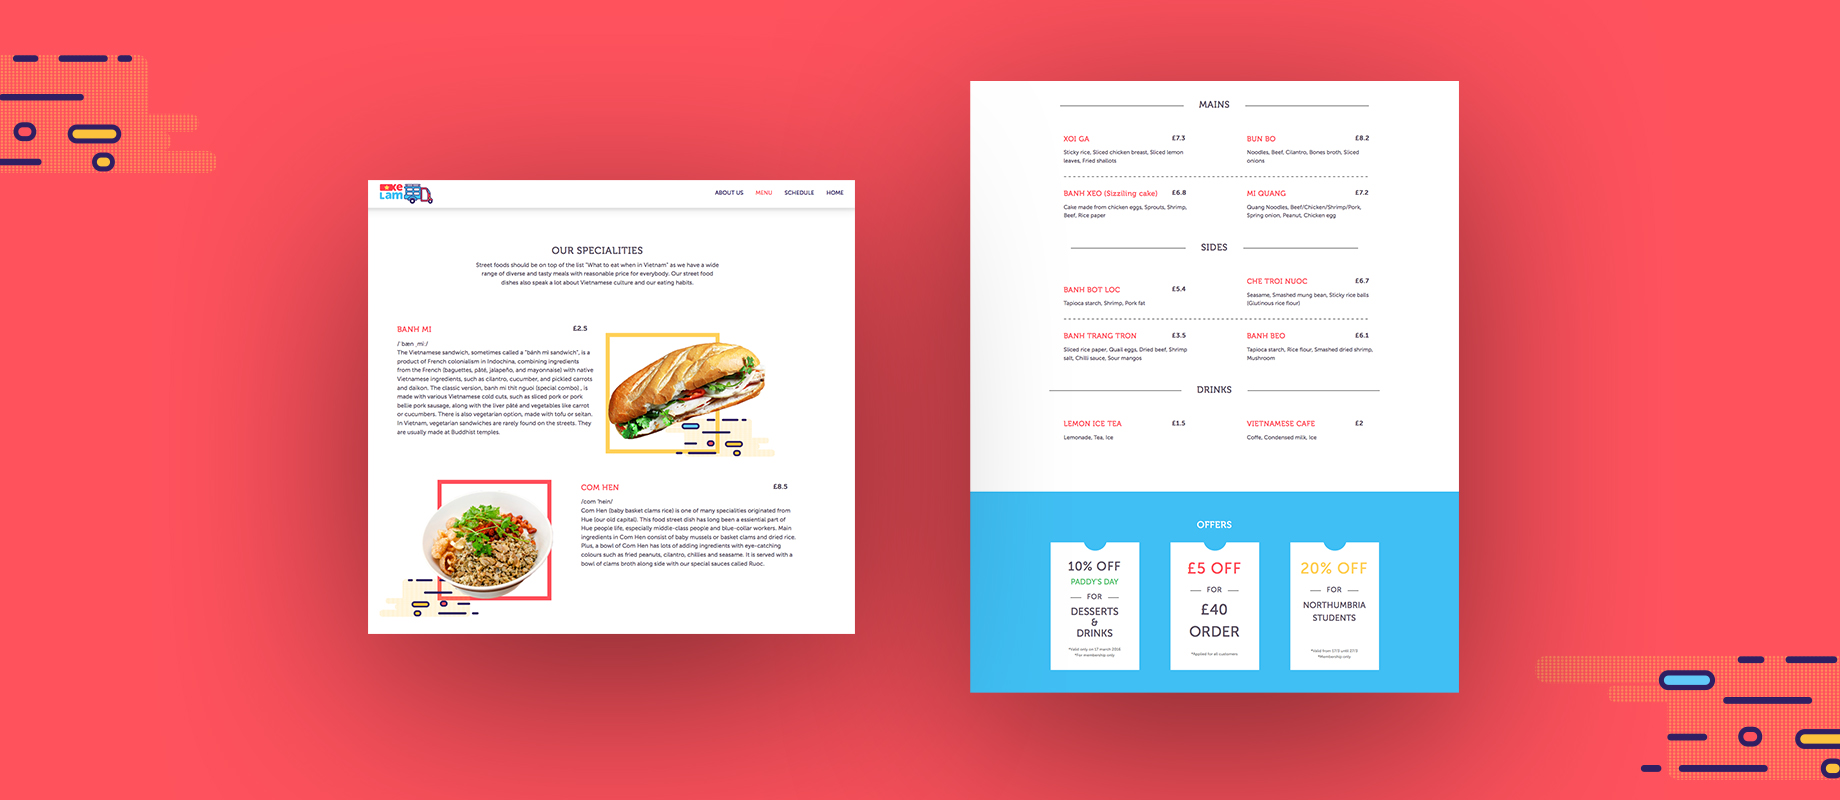 xe
Lam
ABOUT US
MENU
SCHEDULE
HOME
OUR SPECIALITIES
Street foods should be on top of the list "What to eat when in Vietnam" as we have a wide
range of diverse and tasty meals with reasonable price for everybody. Our street food
dishes also speak a lot about Vietnamese culture and our eating habits.
BANH MI £2.5
/ˈbæn ˌmiː/
The Vietnamese sandwich, sometimes called a "bánh mì sandwich", is a
product of French colonialism in Indochina, combining ingredients
from the French (baguettes, pâté, jalapeño, and mayonnaise) with native
Vietnamese ingredients, such as cilantro, cucumber, and pickled carrots
and daikon. The classic version, banh mi thit nguoi (special combo) , is
made with various Vietnamese cold cuts, such as sliced pork or pork
bellie pork sausage, along with the liver pâté and vegetables like carrot
or cucumbers. There is also vegetarian option, made with tofu or seitan.
In Vietnam, vegetarian sandwiches are rarely found on the streets. They
are usually made at Buddhist temples.
COM HEN £8.5
/com 'hein/
Com Hen (baby basket clams rice) is one of many specialities originated from
Hue (our old capital). This food street dish has long been a essential part of
Hue people life, especially middle-class people and blue-collar workers. Main
ingredients in Com Hen consist of baby mussels or basket clams and dried rice.
Plus, a bowl of Com Hen has lots of adding ingredients with eye-catching
colours such as fried peanuts, cilantro, chillies and seasame. It is served with a
bowl of clams broth along side with our special sauces called Ruoc.
MAINS
XOI GA £7.3
Sticky rice, Sliced chicken breast, Sliced lemon
leaves, Fried shallots
BUN BO £8.2
Noodles, Beef, Cilantro, Bones broth, Sliced
onions
BANH XEO (Sizziling cake) £6.8
Cake made from chicken eggs, Sprouts, Shrimp,
Beef, Rice paper
MI QUANG £7.2
Quang Noodles, Beef/Chicken/Shrimp/Pork,
Spring onion, Peanut, Chicken egg
SIDES
BANH BOT LOC £5.4
Tapioca starch, Shrimp, Pork fat
CHE TROI NUOC £6.7
Seasame, Smashed mung bean, Sticky rice balls
(Glutinous rice flour)
BANH TRANG TRON £3.5
Sliced rice paper, Quail eggs, Dried beef, Shrimp
salt, Chilli sauce, Sour mangos
BANH BEO £6.1
Tapioca starch, Rice flour, Smashed dried shrimp,
Mushroom
DRINKS
LEMON ICE TEA £1.5
Lemonade, Tea, Ice
VIETNAMESE CAFE £2
Coffe, Condensed milk, Ice
OFFERS
10% OFF
PADDY'S DAY
FOR
DESSERTS
&
DRINKS
*Valid only on 17 march 2018
*For membership only
£5 OFF
FOR
£40
ORDER
*Applied for all customers
20% OFF
FOR
NORTHUMBRIA
STUDENTS
*Membership only